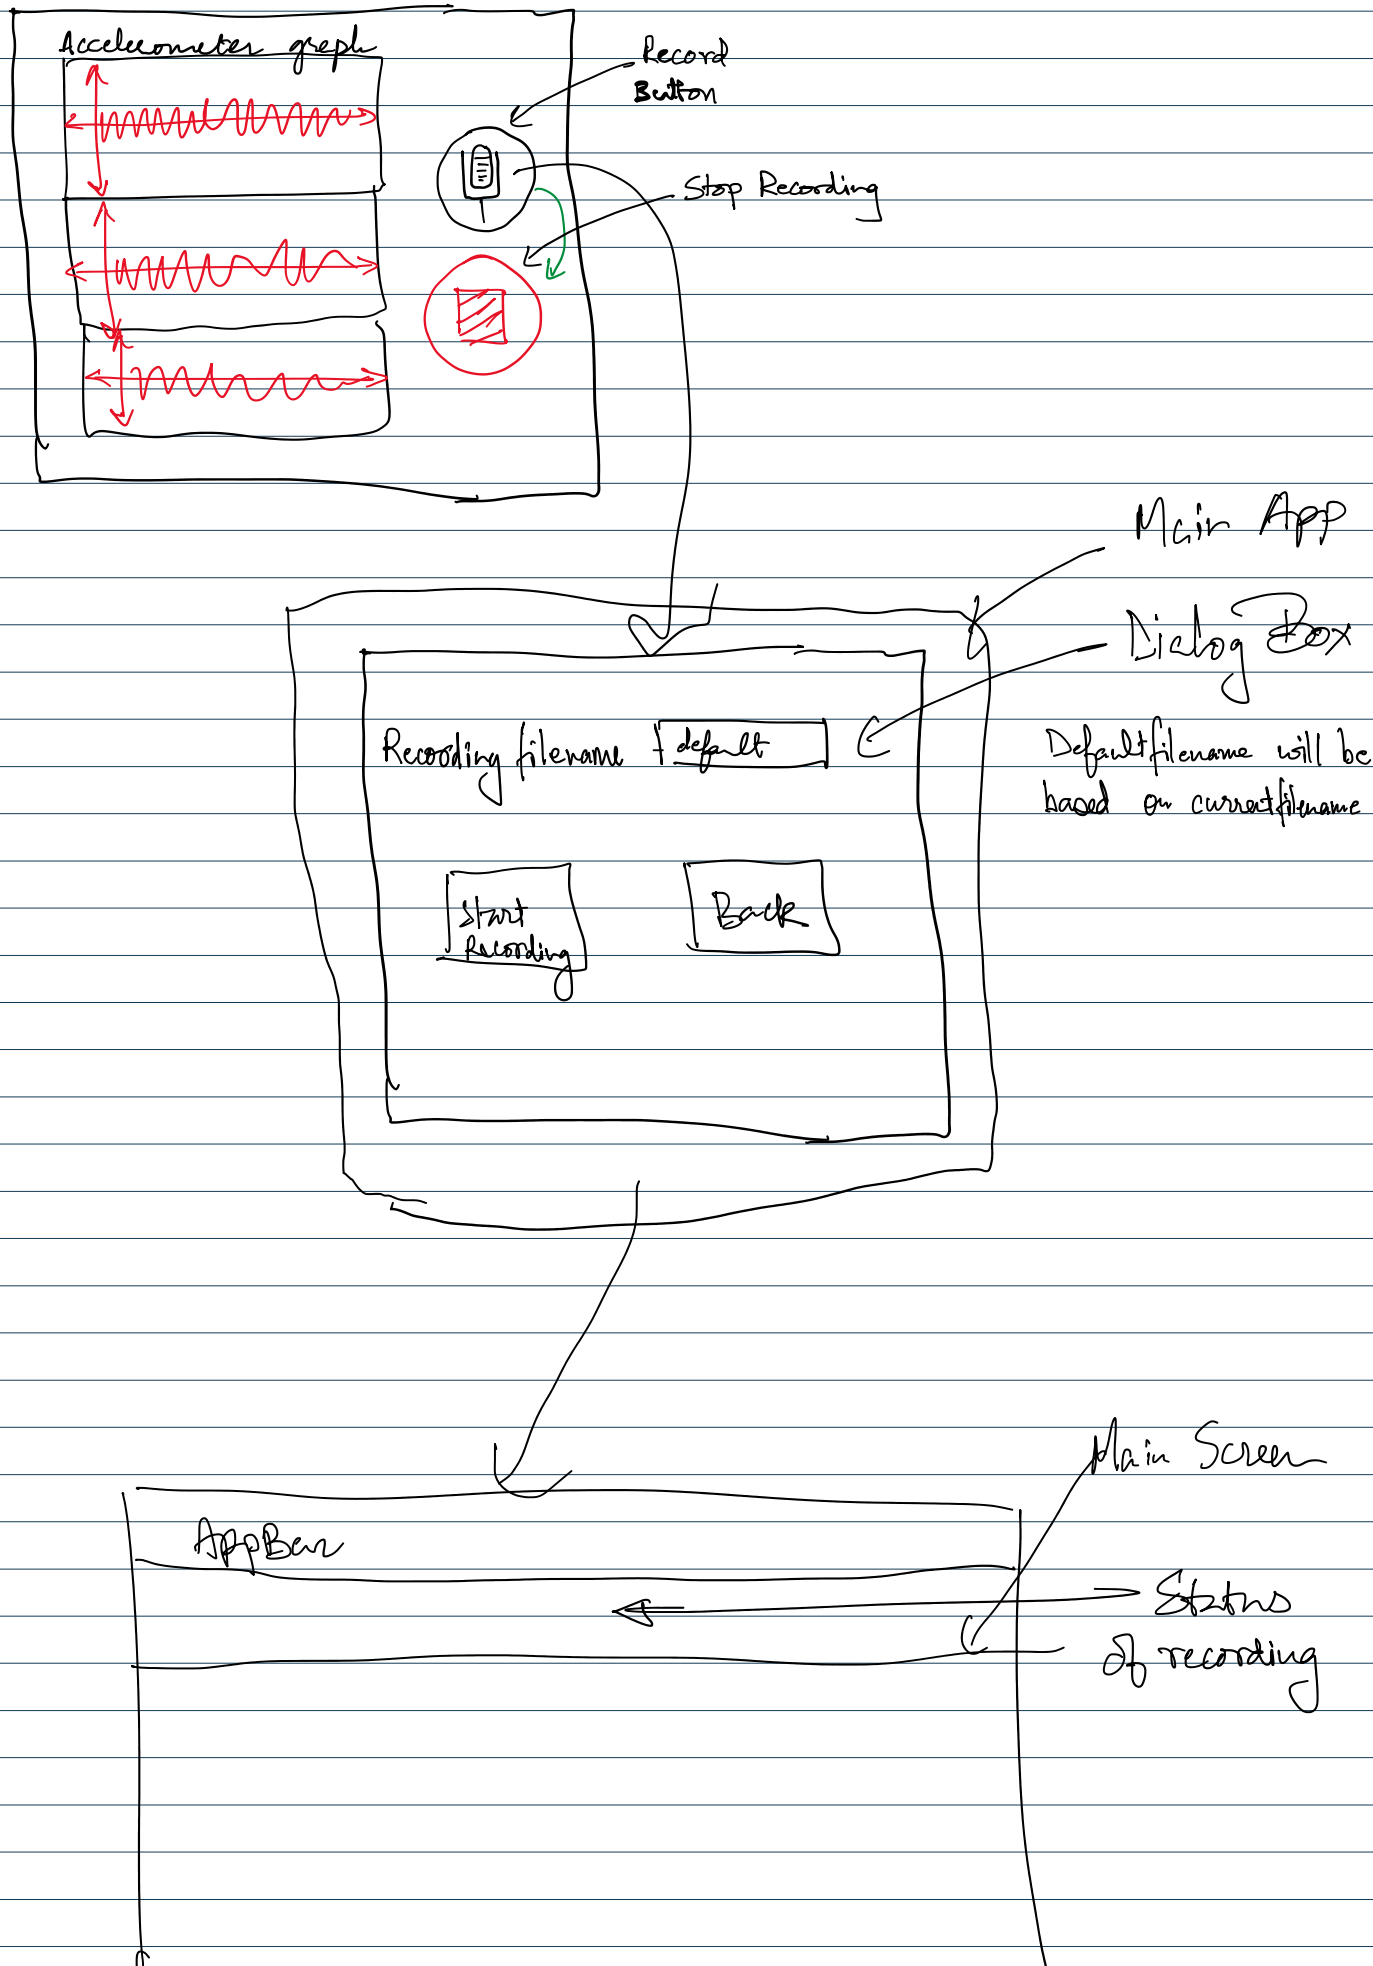 Accelerometer graph
Record
Button
Stop Recording
Main App
Dialog Box
Recording filename default
Default filename will be
based on current filename
Start
Recording
Back
Main Screen
AppBar
Status
of recording